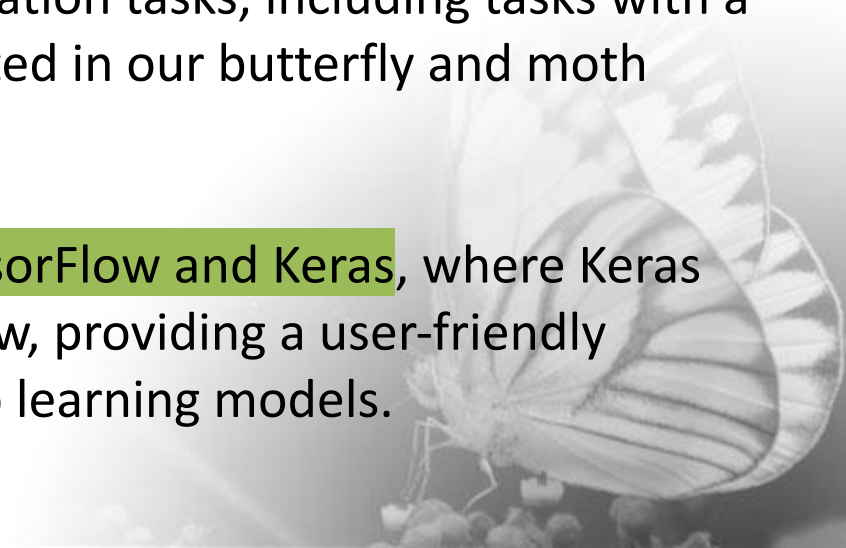 ation tasks, including tasks with a
ted in our butterfly and moth
sorFlow and Keras, where Keras
w, providing a user-friendly
learning models.